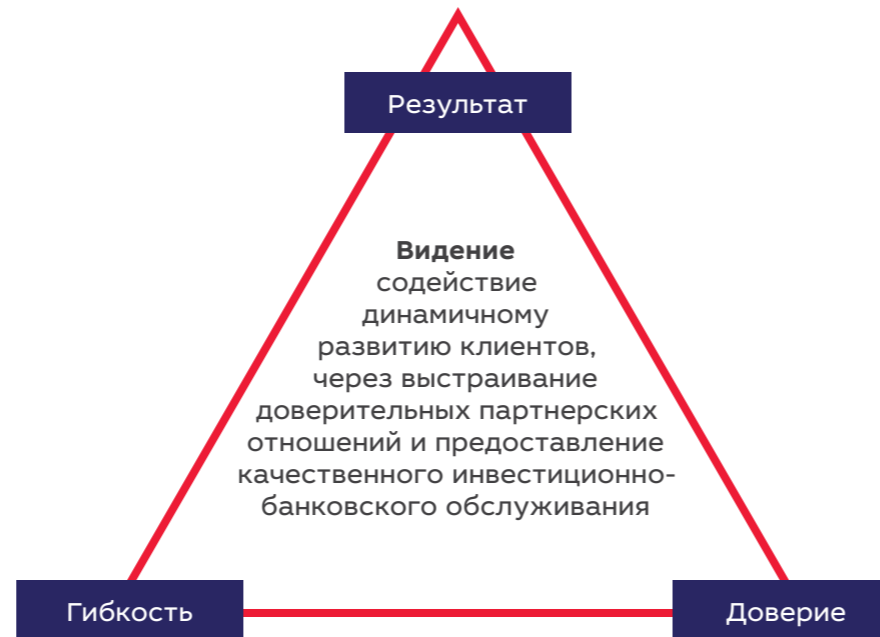 Результат
Видение
содействие
динамичному
развитию клиентов,
через выстраивание
доверительных партнерских
отношений и предоставление
качественного инвестиционно-
банковского обслуживания
Гибкость
Доверие